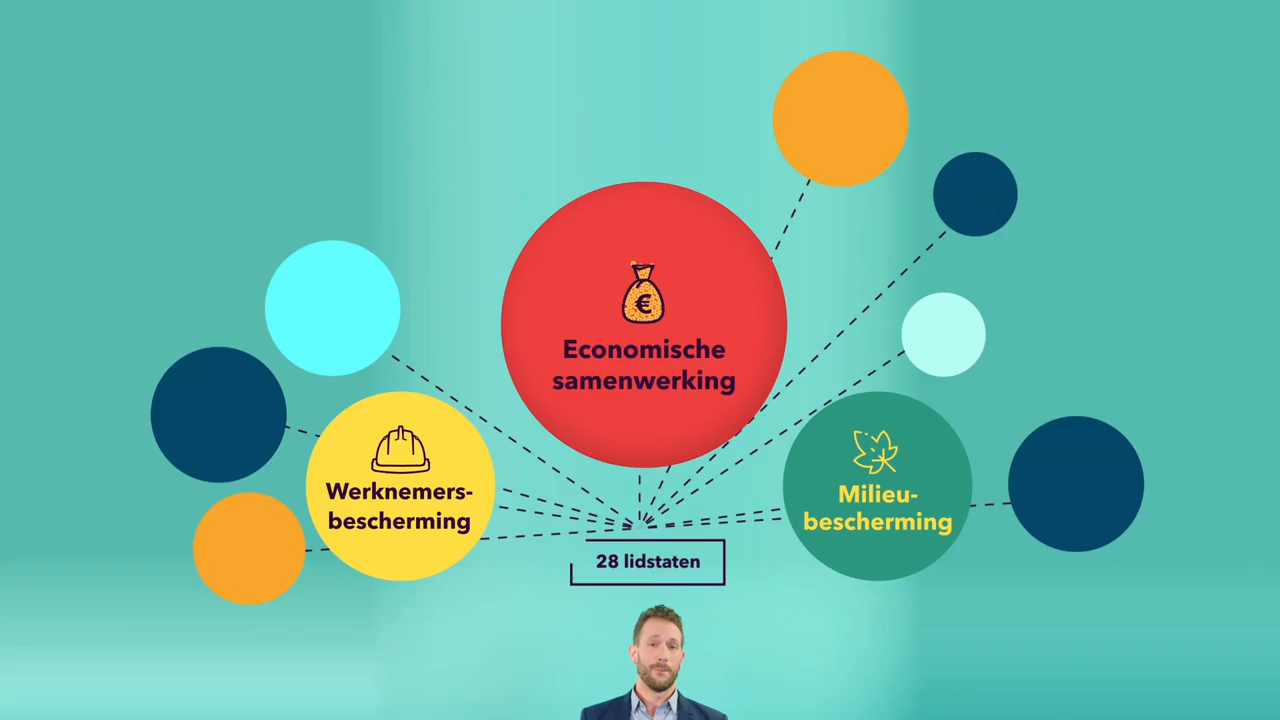 €
Economische
samenwerking
Werknemers-
bescherming
Milieu-
bescherming
28 lidstaten